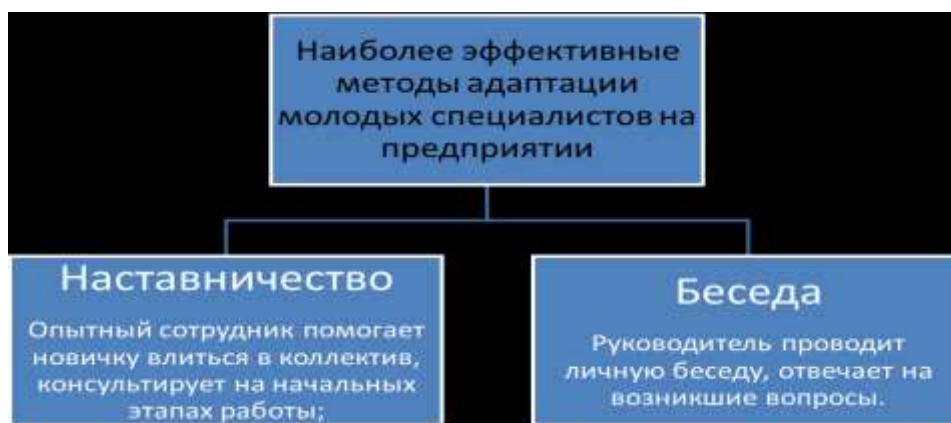 Наиболее эффективные
методы адаптации
молодых специалистов на
предприятии
Наставничество
Опытный сотрудник помогает
новичку влиться в коллектив,
консультирует на начальных
этапах работы;
Беседа
Руководитель проводит
личную беседу, отвечает на
возникшие вопросы.